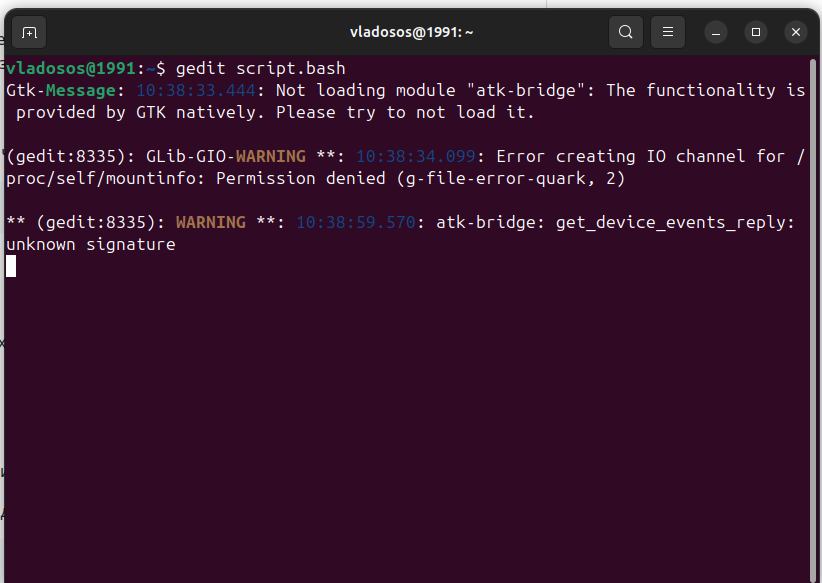 vladosos@1991: ~
vladosos@1991:~$ gedit script.bash
Gtk-Message: 10:38:33.444: Not loading module "atk-bridge": The functionality is
provided by GTK natively. Please try to not load it.
(gedit:8335): GLib-GIO-WARNING **: 10:38:34.099: Error creating IO channel for /
proc/self/mountinfo: Permission denied (g-file-error-quark, 2)
** (gedit:8335): WARNING **: 10:38:59.570: atk-bridge: get_device_events_reply:
unknown signature